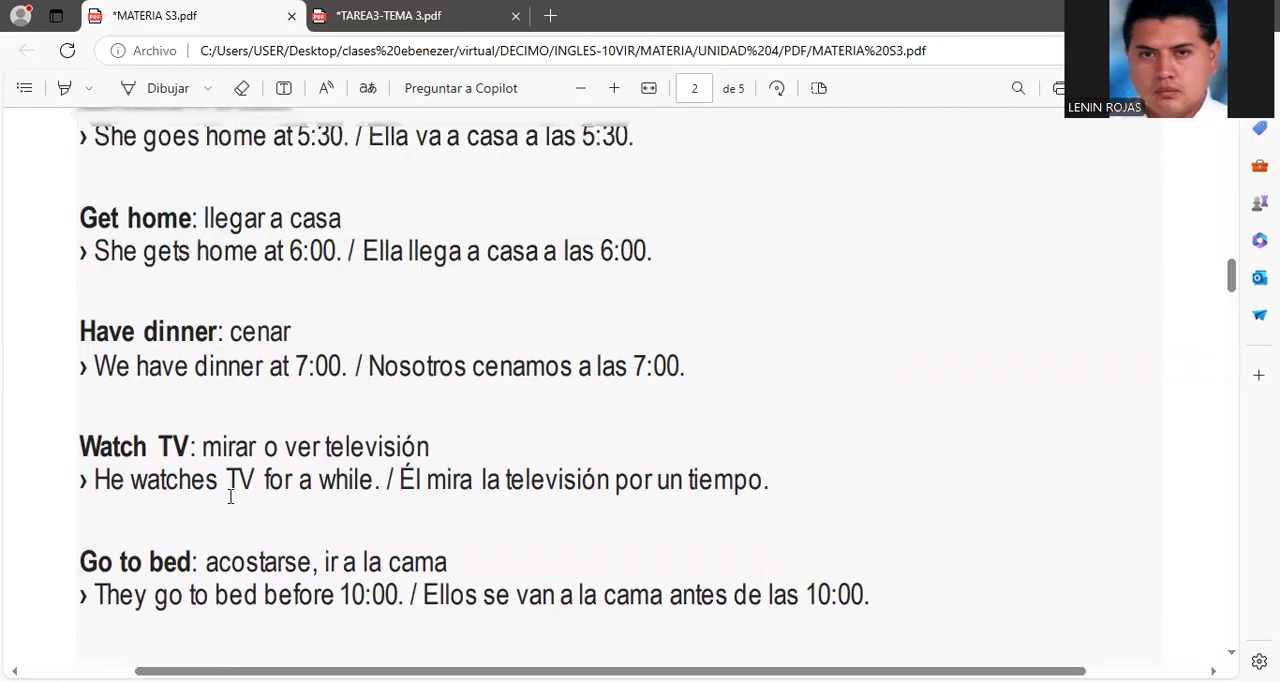 *MATERIA S3.pdf
*TAREA3-TEMA 3.pdf
Archivo
C:/Users/USER/Desktop/clases%20ebenezer/virtual/DECIMO/INGLES-10VIR/MATERIA/UNIDAD%204/PDF/MATERIA%20S3.pdf
Dibujar
aあ
Preguntar a Copilot
2
de 5
LENIN ROJAS
› She goes home at 5:30. / Ella va a casa a las 5:30.
Get home: llegar a casa
› She gets home at 6:00. / Ella llega a casa a las 6:00.
Have dinner: cenar
› We have dinner at 7:00. / Nosotros cenamos a las 7:00.
Watch TV: mirar o ver televisión
› He watches TV for a while. / Él mira la televisión por un tiempo.
Go to bed: acostarse, ir a la cama
› They go to bed before 10:00. / Ellos se van a la cama antes de las 10:00.